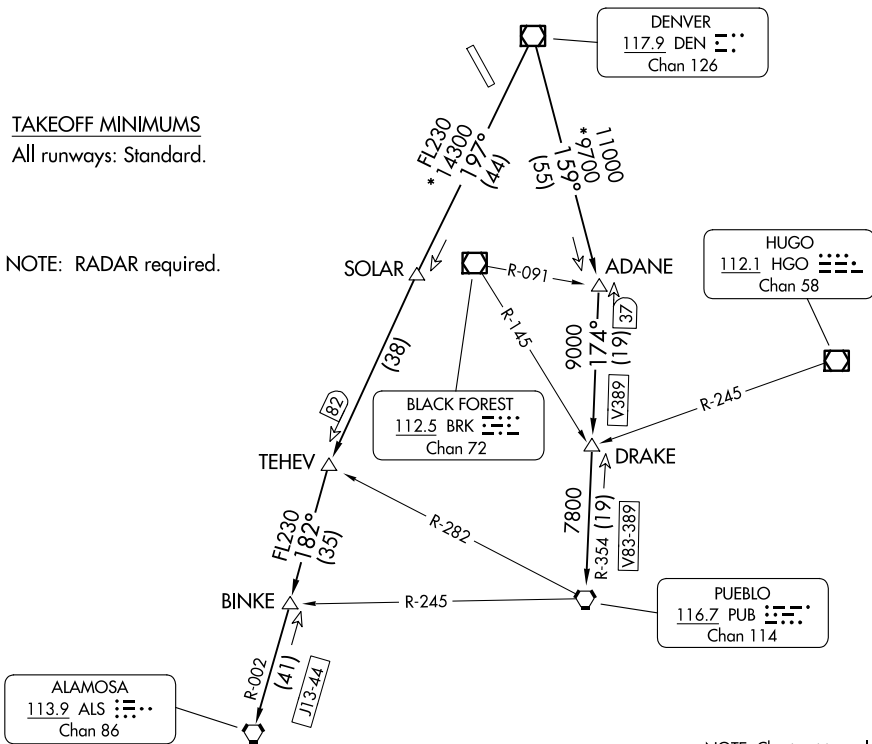 DENVER
117.9 DEN
Chan 126
TAKEOFF MINIMUMS
All runways: Standard.
NOTE: RADAR required.
FL230
*14300
197°
(44)
11000
*9700
159°
(55)
HUGO
112.1 HGO
Chan 58
SOLAR
R-091
ADANE
R-145
37
9000
174°
(19)
V389
(38)
R-245
BLACK FOREST
112.5 BRK
Chan 72
82
TEHEV
DRAKE
R-282
7800
R-354 (19)
V83-389
FL230
182°
(35)
BINKE
R-245
PUEBLO
116.7 PUB
Chan 114
R-002
(41)
J13-44
ALAMOSA
113.9 ALS
Chan 86